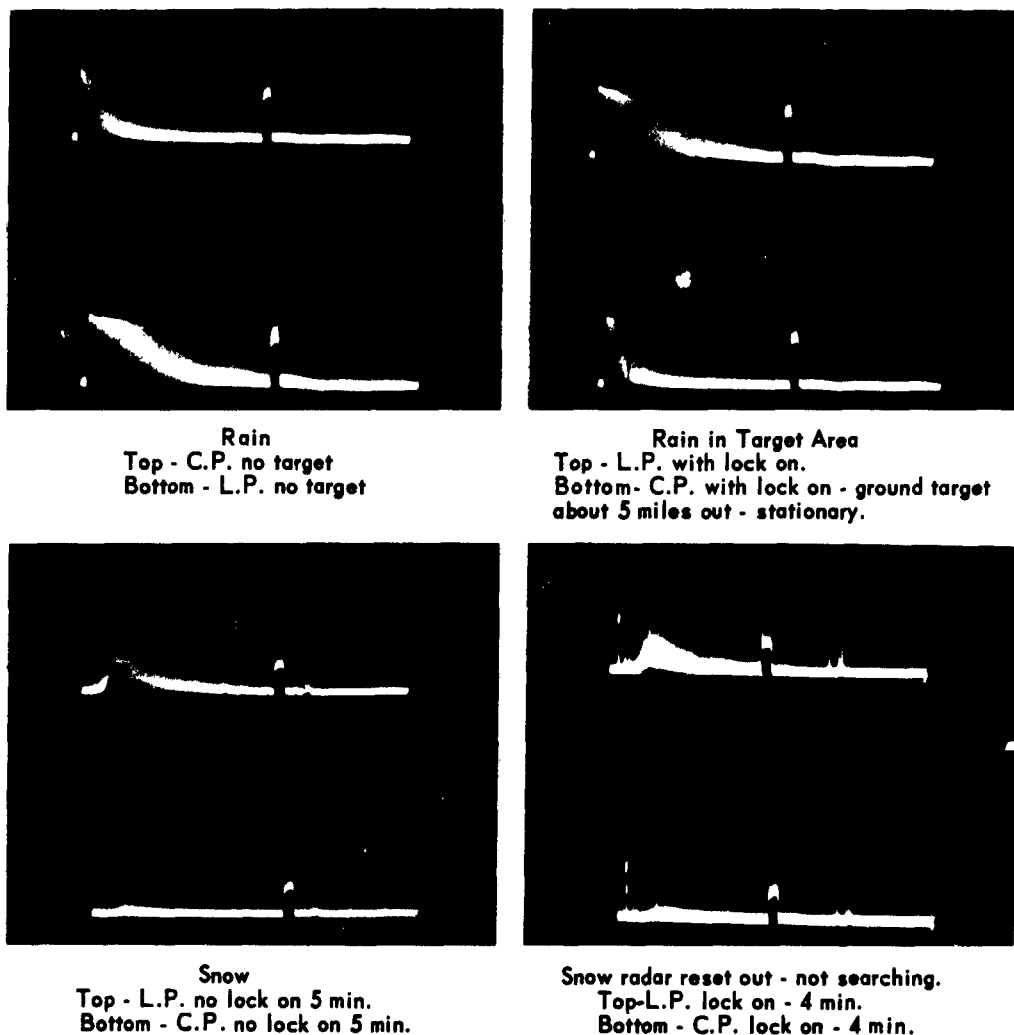 Rain
Top - C.P. no target
Bottom - L.P. no target
Rain in Target Area
Top - L.P. with lock on.
Bottom- C.P. with lock on - ground target
about 5 miles out - stationary.
Snow
Top - L.P. no lock on 5 min.
Bottom - C.P. no lock on 5 min.
Snow radar reset out - not searching.
Top-L.P. lock on - 4 min.
Bottom - C.P. lock on - 4 min.